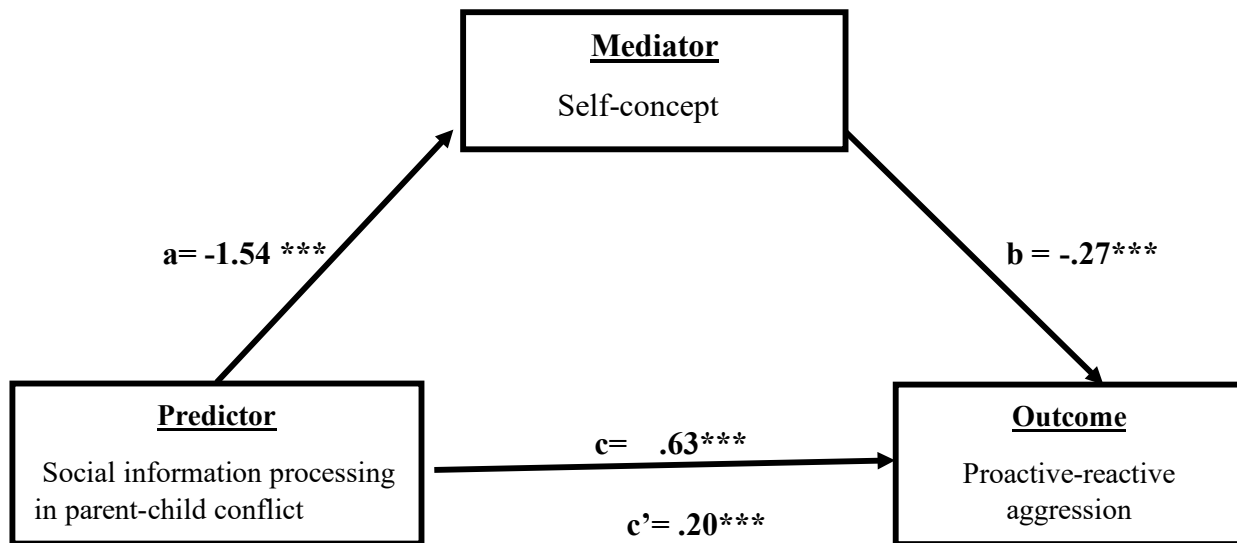 Mediator
Self-concept
a= -1.54 ***
b = -.27***
Predictor
Social information processing
in parent-child conflict
c= .63***
c’= .20***
Outcome
Proactive-reactive
aggression